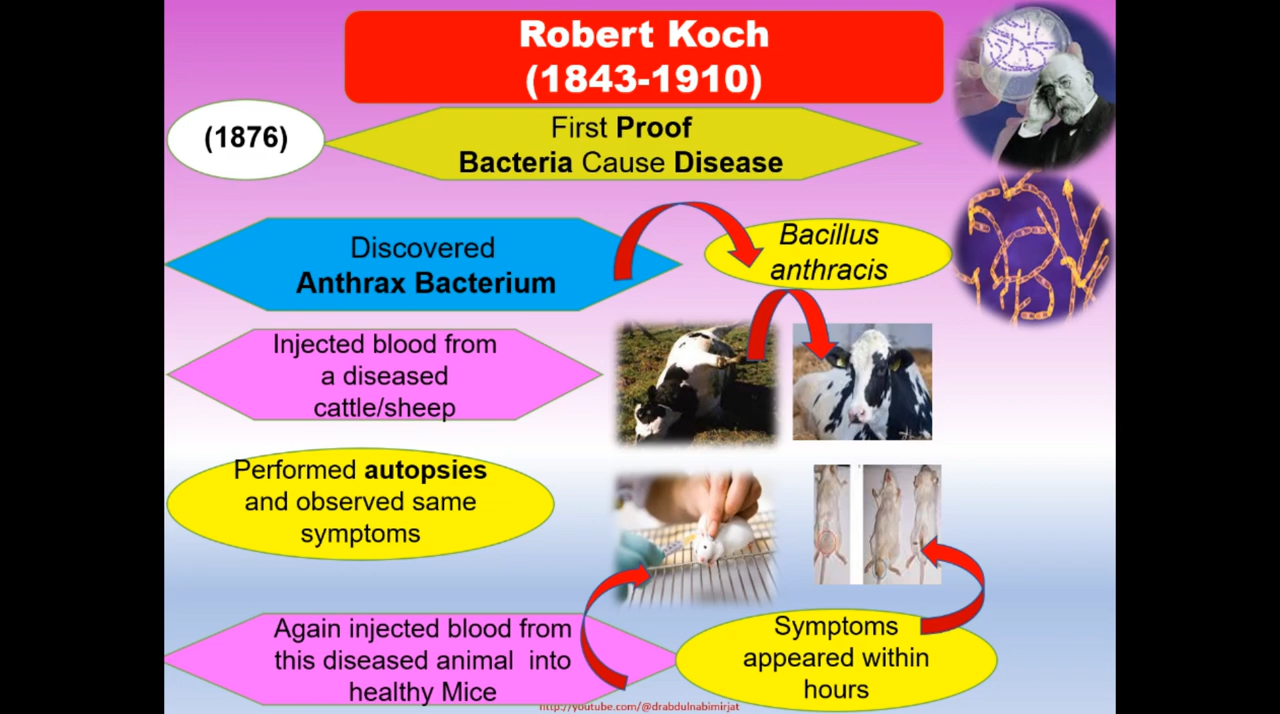 Robert Koch
(1843-1910)
(1876)
First Proof
Bacteria Cause Disease
Discovered
Anthrax Bacterium
Bacillus
anthracis
Injected blood from
a diseased
cattle/sheep
Performed autopsies
and observed same
symptoms
Again injected blood from
this diseased animal into
healthy Mice
Symptoms
appeared within
hours
http://youtube.com/@drabdulnabimirjat